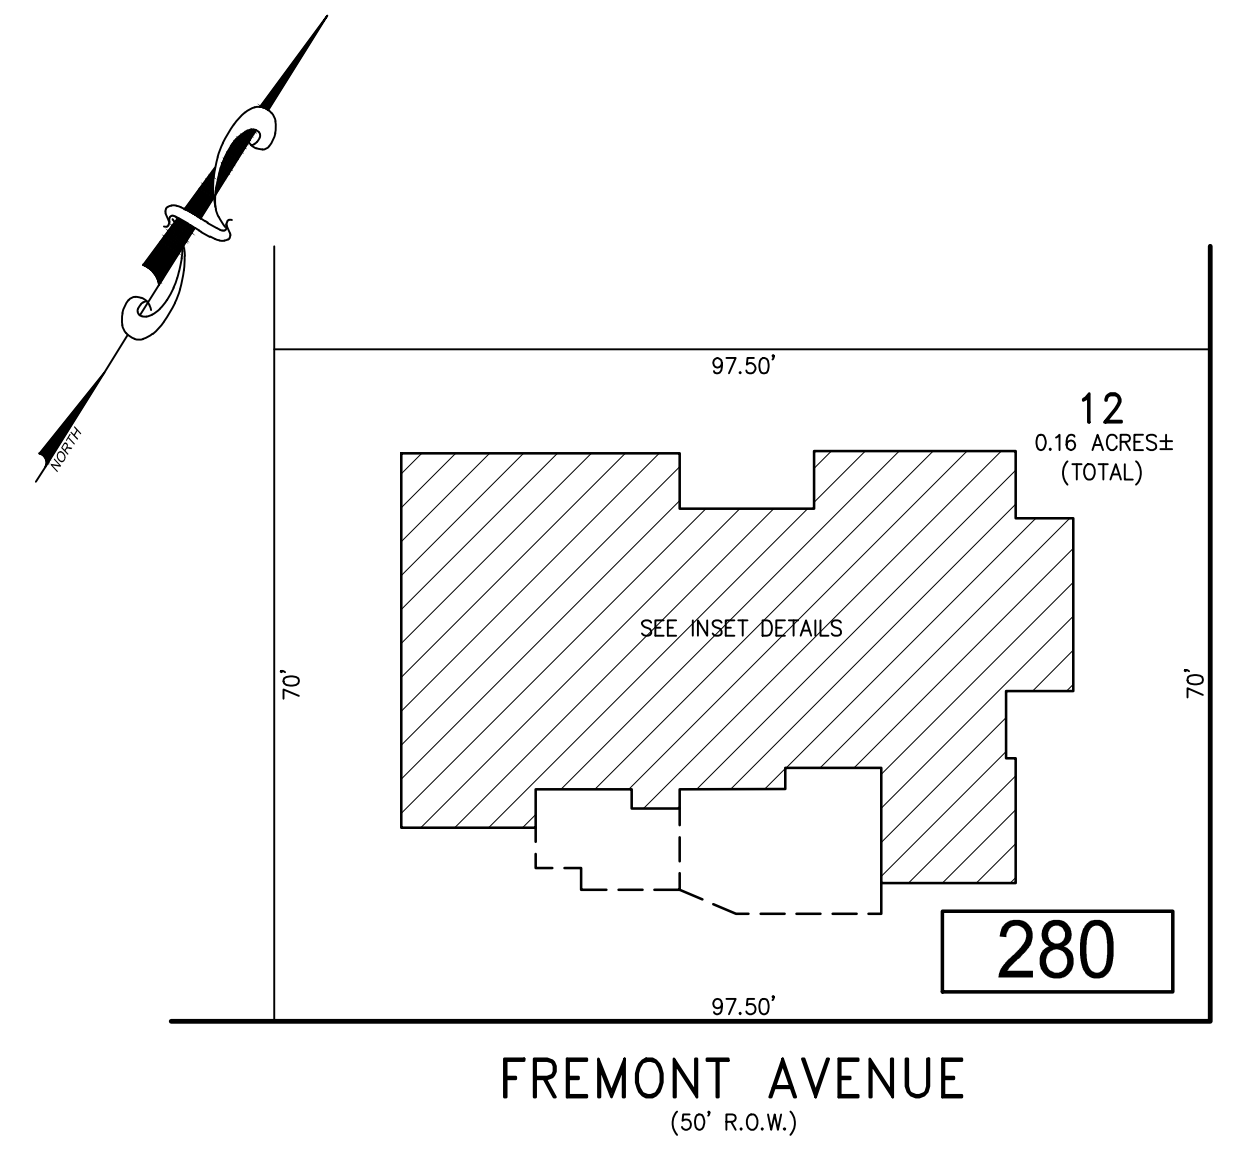 NORTH
97.50'
12
0.16 ACRES±
(TOTAL)
SEE INSET DETAILS
70'
70'
280
97.50'
FREMONT AVENUE
(50' R.O.W.)